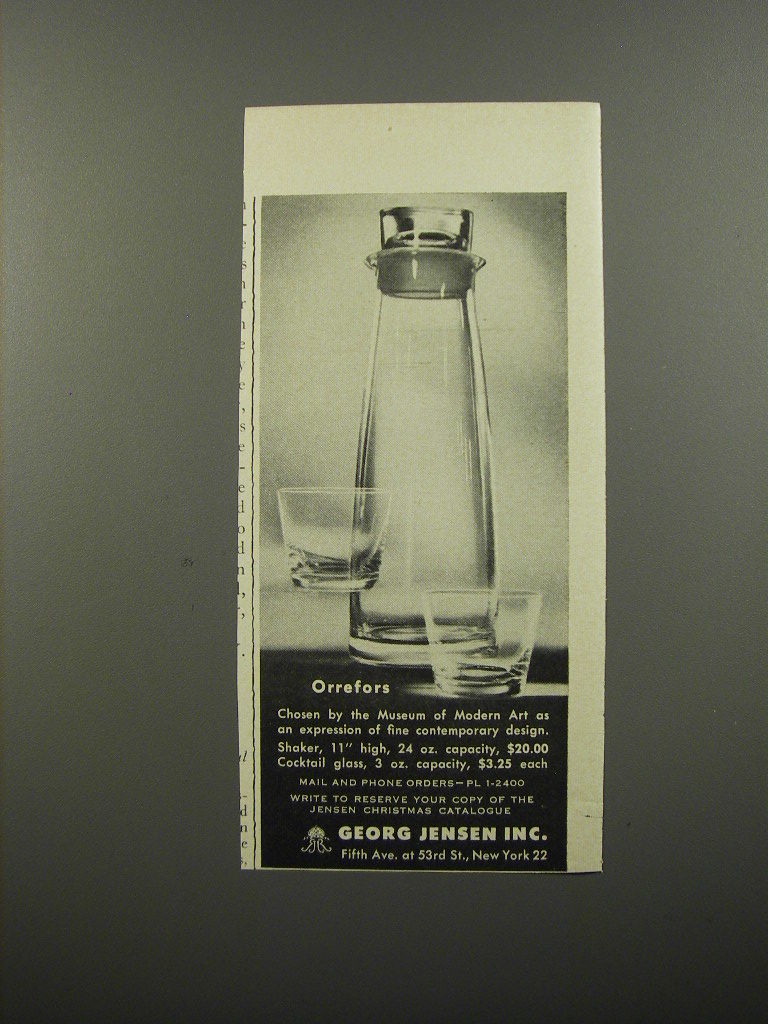 Orrefors
Chosen by the Museum of Modern Art as
an expression of fine contemporary design.
Shaker, 11" high, 24 oz. capacity, $20.00
Cocktail glass, 3 oz. capacity, $3.25 each
MAIL AND PHONE ORDERS—PL 1-2400
WRITE TO RESERVE YOUR COPY OF THE
JENSEN CHRISTMAS CATALOGUE
GEORG JENSEN INC.
Fifth Ave. at 53rd St., New York 22